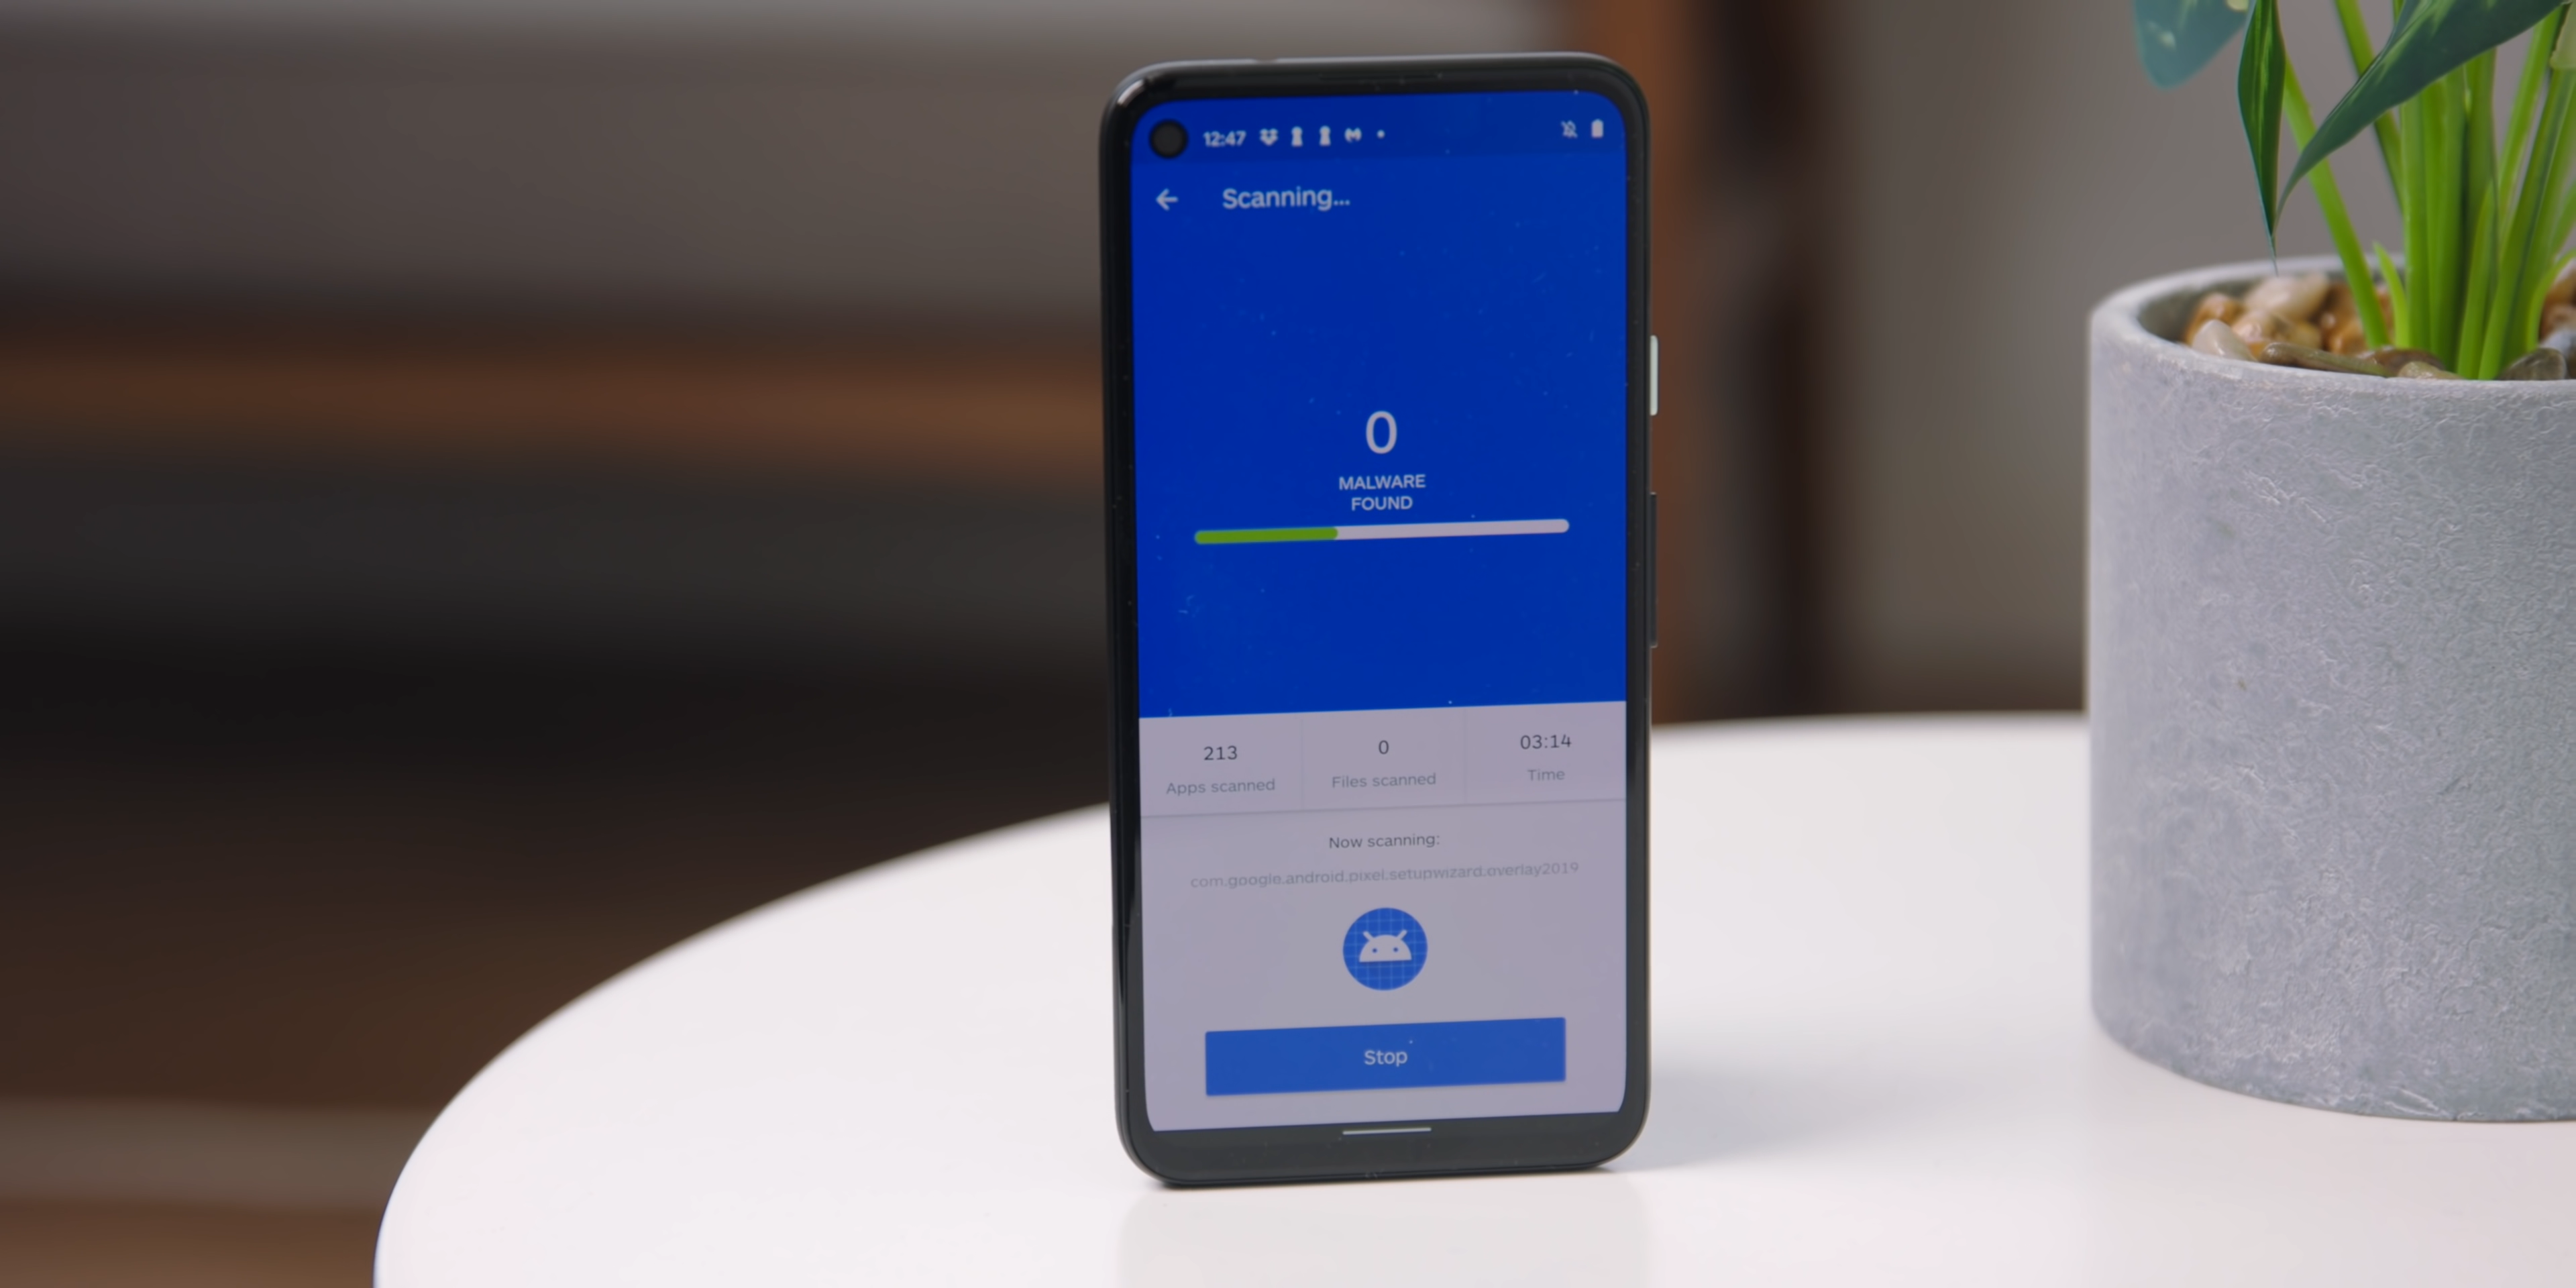 12:47
Scanning...
0
MALWARE
FOUND
213
Apps scanned
0
Files scanned
03:14
Time
Now scanning:
com.google.android.pixel.setupwizard.overlay2019
Stop